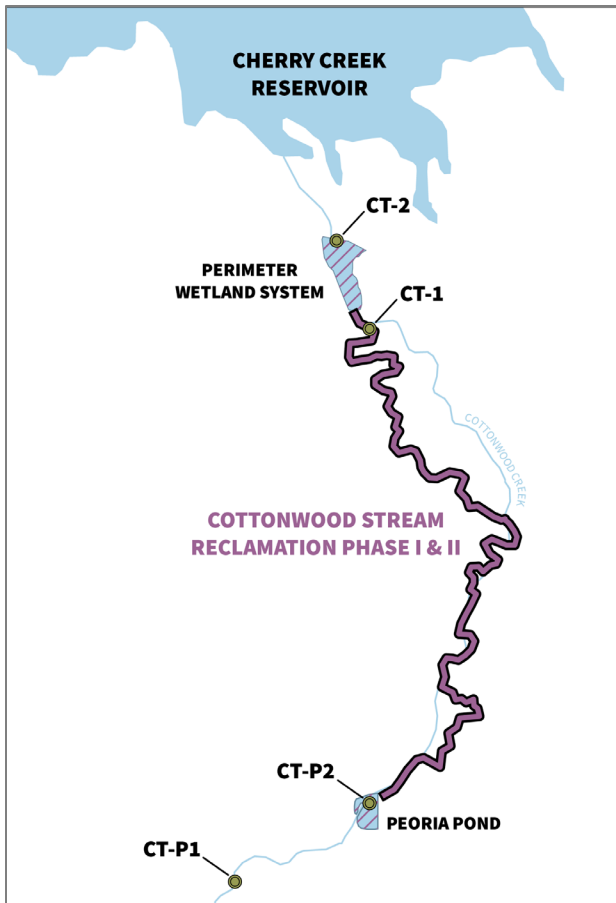 CHERRY CREEK
RESERVOIR
CT-2
PERIMETER
WETLAND SYSTEM
CT-1
COTTONWOOD CREEK
COTTONWOOD STREAM
RECLAMATION PHASE I & II
CT-P2
PEORIA POND
CT-P1